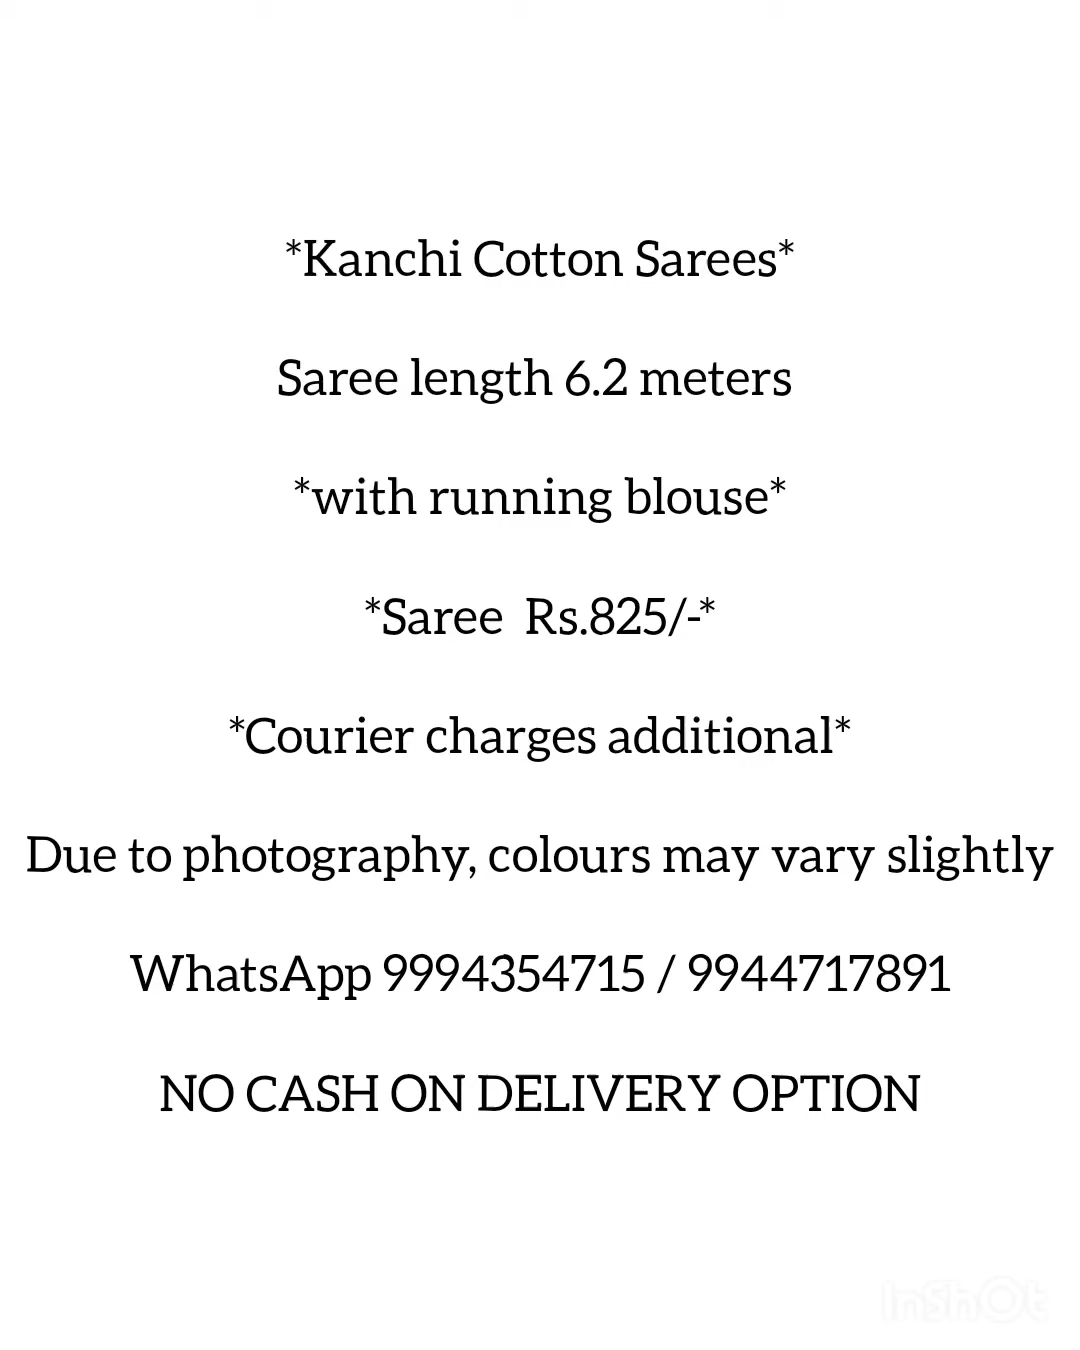 *Kanchi Cotton Sarees*
Saree length 6.2 meters
*with running blouse*
*Saree  Rs.825/-*
*Courier charges additional*
Due to photography, colours may vary slightly
WhatsApp 9994354715 / 9944717891
NO CASH ON DELIVERY OPTION
InShOt